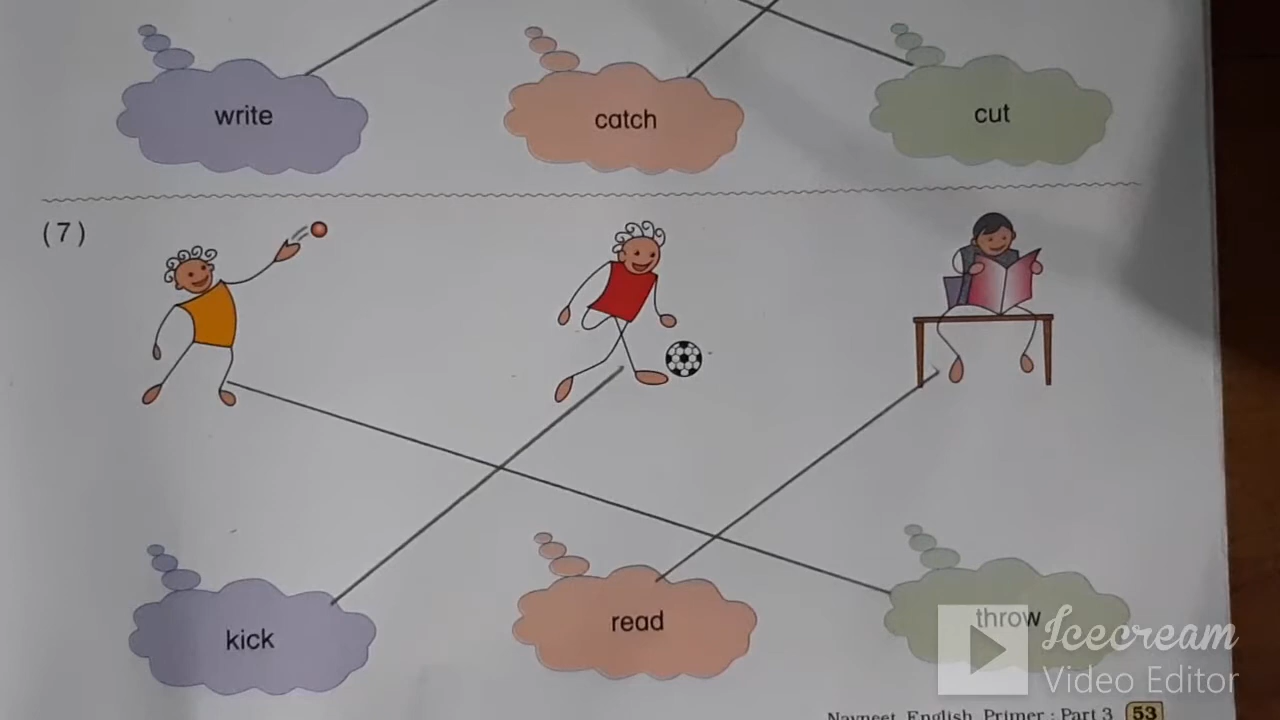 write
catch
cut
(7)
kick
read
throw
Icecream
Video Editor
Navneet English Primer : Part 3 53